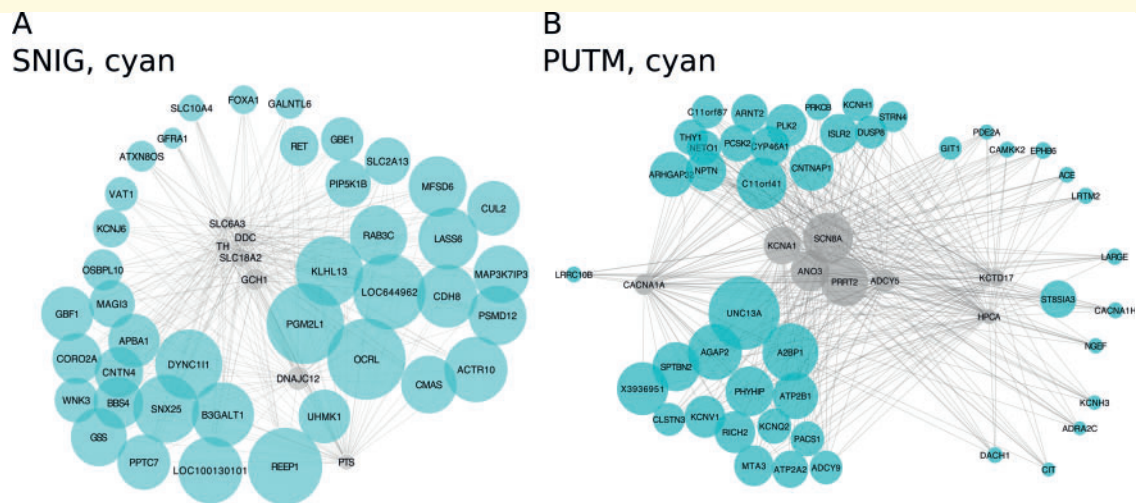 A
SNIG, cyan
FOXA1
SLC10A4
GALNTL6
GFRA1
ATXN8OS
RET
GBE1
SLC2A13
PIP5K1B
MFSD6
VAT1
CUL2
KCNJ6
SLC6A3
DDC
TH
SLC18A2
RAB3C
LASS6
OSBPL10
GCH1
KLHL13
MAP3K7IP3
LOC644962
CDH8
MAGI3
GBF1
PGM2L1
PSMD12
APBA1
CORO2A
DYNC1I1
OCRL
CNTN4
ACTR10
DNAJC12
CMAS
WNK3
BBS4
SNX25
B3GALT1
UHMK1
GSS
PPTC7
LOC100130101
REEP1
PTS
B
PUTM, cyan
C11orf87
ARNT2
PRKCB
KCNH1
STRN4
PLK2
THY1
NETO1
PCSK2
CYP46A1
ISLR2
DUSP8
PDE2A
GIT1
CAMKK2
EPHB6
ARHGAP32
NPTN
C11orf41
CNTNAP1
ACE
LRTM2
SCN8A
KCNA1
LARGE
LRRC10B
CACNA1A
ANO3
PRRT2
ADCY5
KCTD17
ST8SIA3
CACNA1H
UNC13A
HPCA
NGEF
AGAP2
A2BP1
SPTBN2
X3936951
PHYHIP
ATP2B1
KCNH3
CLSTN3
KCNV1
KCNQ2
ADRA2C
RICH2
PACS1
MTA3
ATP2A2
ADCY9
DACH1
CIT